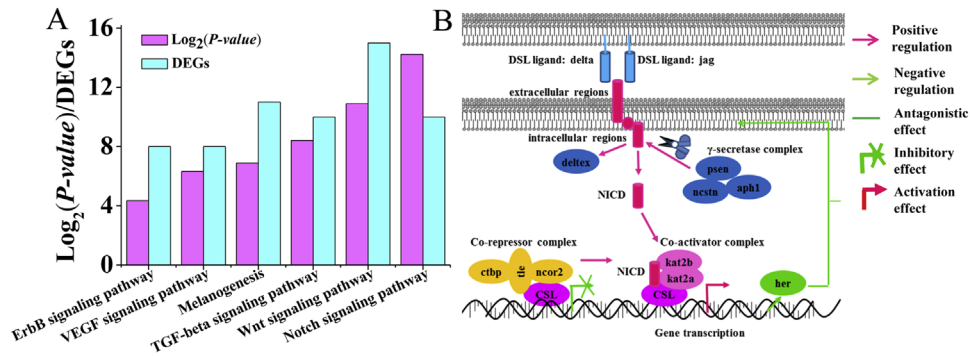 A
Log2(P-value)/DEGs
16
12
8
4
0
Log2(P-value)
DEGs
ErbB signaling pathway
VEGF signaling pathway
Melanogenesis
TGF-beta signaling pathway
Wnt signaling pathway
Notch signaling pathway
B
DSL ligand: delta
DSL ligand: jag
extracellular regions
intracellular regions
γ-secretase complex
deltex
psen
ncstn
aph1
NICD
Co-repressor complex
Co-activator complex
ctbp
tle
ncor2
CSL
NICD
kat2b
kat2a
CSL
her
Gene transcription
Positive
regulation
Negative
regulation
Antagonistic
effect
Inhibitory
effect
Activation
effect